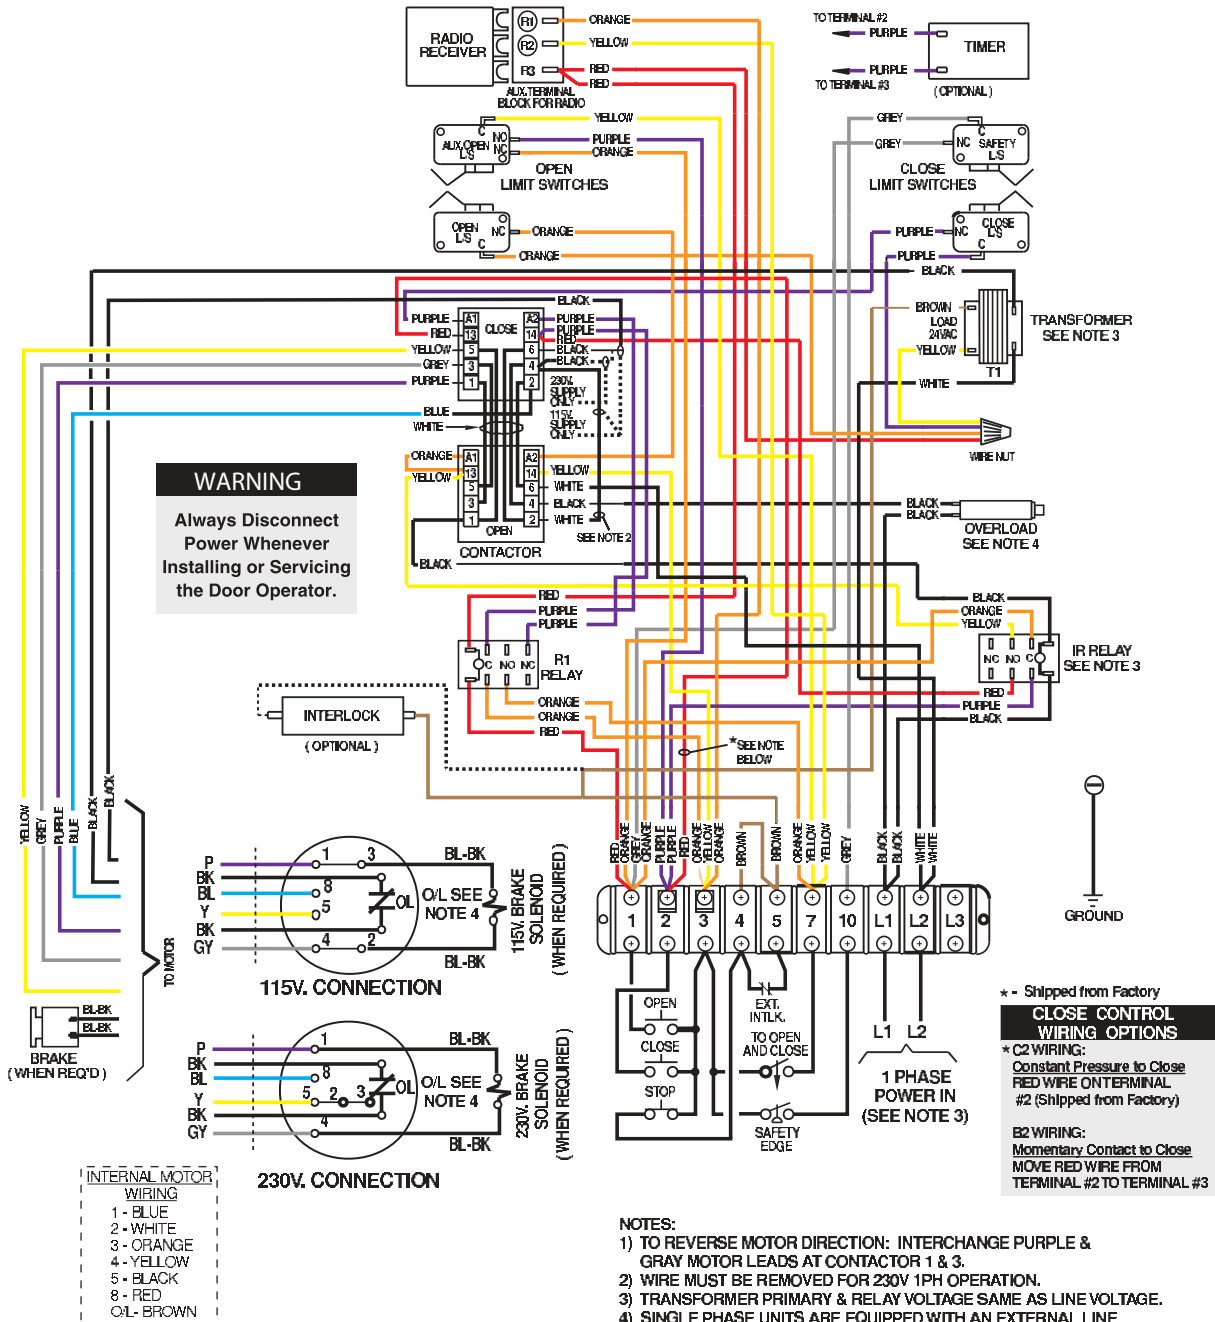 RADIO
RECEIVER
R1
R2
R3
ORANGE
YELLOW
RED
RED
AUX.TERMINAL
BLOCK FOR RADIO
TO TERMINAL #2
PURPLE
PURPLE
TO TERMINAL #3
TIMER
( OPTIONAL )
C
NO
NC
AUX.OPEN
L/S
YELLOW
PURPLE
ORANGE
OPEN
LIMIT SWITCHES
OPEN
L/S
NC
C
ORANGE
ORANGE
GREY
GREY
C
NC
SAFETY
L/S
CLOSE
LIMIT SWITCHES
CLOSE
L/S
NC
C
PURPLE
PURPLE
BLACK
BROWN
LOAD
24VAC
YELLOW
T1
WHITE
TRANSFORMER
SEE NOTE 3
WIRE NUT
BLACK
PURPLE
RED
YELLOW
GREY
PURPLE
BLUE
WHITE
A1
13
5
3
1
CLOSE
A2
14
6
4
2
PURPLE
PURPLE
RED
BLACK
BLACK
230V.
SUPPLY
ONLY
115V.
SUPPLY
ONLY
ORANGE
YELLOW
A1
13
5
3
1
A2
14
6
4
2
OPEN
CONTACTOR
YELLOW
WHITE
BLACK
WHITE
SEE NOTE 2
BLACK
WARNING
Always Disconnect
Power Whenever
Installing or Servicing
the Door Operator.
BLACK
BLACK
OVERLOAD
SEE NOTE 4
RED
PURPLE
PURPLE
C
NO
NC
R1
RELAY
ORANGE
ORANGE
RED
BLACK
ORANGE
YELLOW
NC
NO
C
IR RELAY
SEE NOTE 3
RED
PURPLE
BLACK
INTERLOCK
( OPTIONAL )
*SEE NOTE
BELOW
YELLOW
GREY
PURPLE
BLUE
BLACK
BLACK
TO MOTOR
BL-BK
BL-BK
BRAKE
( WHEN REQ'D )
P
BK
BL
Y
BK
GY
1
3
8
5
4
2
OL
BL-BK
O/L SEE
NOTE 4
BL-BK
115V. BRAKE
SOLENOID
( WHEN REQUIRED )
115V. CONNECTION
P
BK
BL
Y
BK
GY
1
8
5
2
3
4
OL
BL-BK
O/L SEE
NOTE 4
BL-BK
230V. BRAKE
SOLENOID
( WHEN REQUIRED )
230V. CONNECTION
INTERNAL MOTOR
WIRING
1 - BLUE
2 - WHITE
3 - ORANGE
4 - YELLOW
5 - BLACK
8 - RED
O/L - BROWN
RED
ORANGE
GREY
ORANGE
PURPLE
PURPLE
RED
ORANGE
YELLOW
ORANGE
BROWN
BROWN
ORANGE
YELLOW
YELLOW
GREY
BLACK
BLACK
WHITE
WHITE
1
2
3
4
5
7
10
L1
L2
L3
OPEN
CLOSE
STOP
EXT.
INTLK.
TO OPEN
AND CLOSE
SAFETY
EDGE
L1
L2
1 PHASE
POWER IN
(SEE NOTE 3)
GROUND
* - Shipped from Factory
CLOSE CONTROL
WIRING OPTIONS
* C2 WIRING:
Constant Pressure to Close
RED WIRE ON TERMINAL
#2 (Shipped from Factory)
B2 WIRING:
Momentary Contact to Close
MOVE RED WIRE FROM
TERMINAL #2 TO TERMINAL #3
NOTES:
1) TO REVERSE MOTOR DIRECTION: INTERCHANGE PURPLE &
GRAY MOTOR LEADS AT CONTACTOR 1 & 3.
2) WIRE MUST BE REMOVED FOR 230V 1PH OPERATION.
3) TRANSFORMER PRIMARY & RELAY VOLTAGE SAME AS LINE VOLTAGE.
4) SINGLE PHASE UNITS ARE EQUIPPED WITH AN EXTERNAL LINE